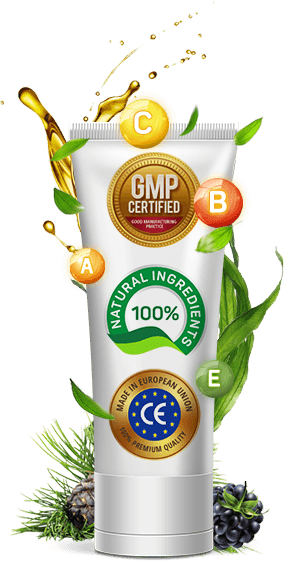 C
GMP
CERTIFIED
GOOD MANUFACTURING
PRACTICE
B
A
NATURAL INGREDIENTS
100%
E
MADE IN EUROPEAN UNION
CE
100% PREMIUM QUALITY